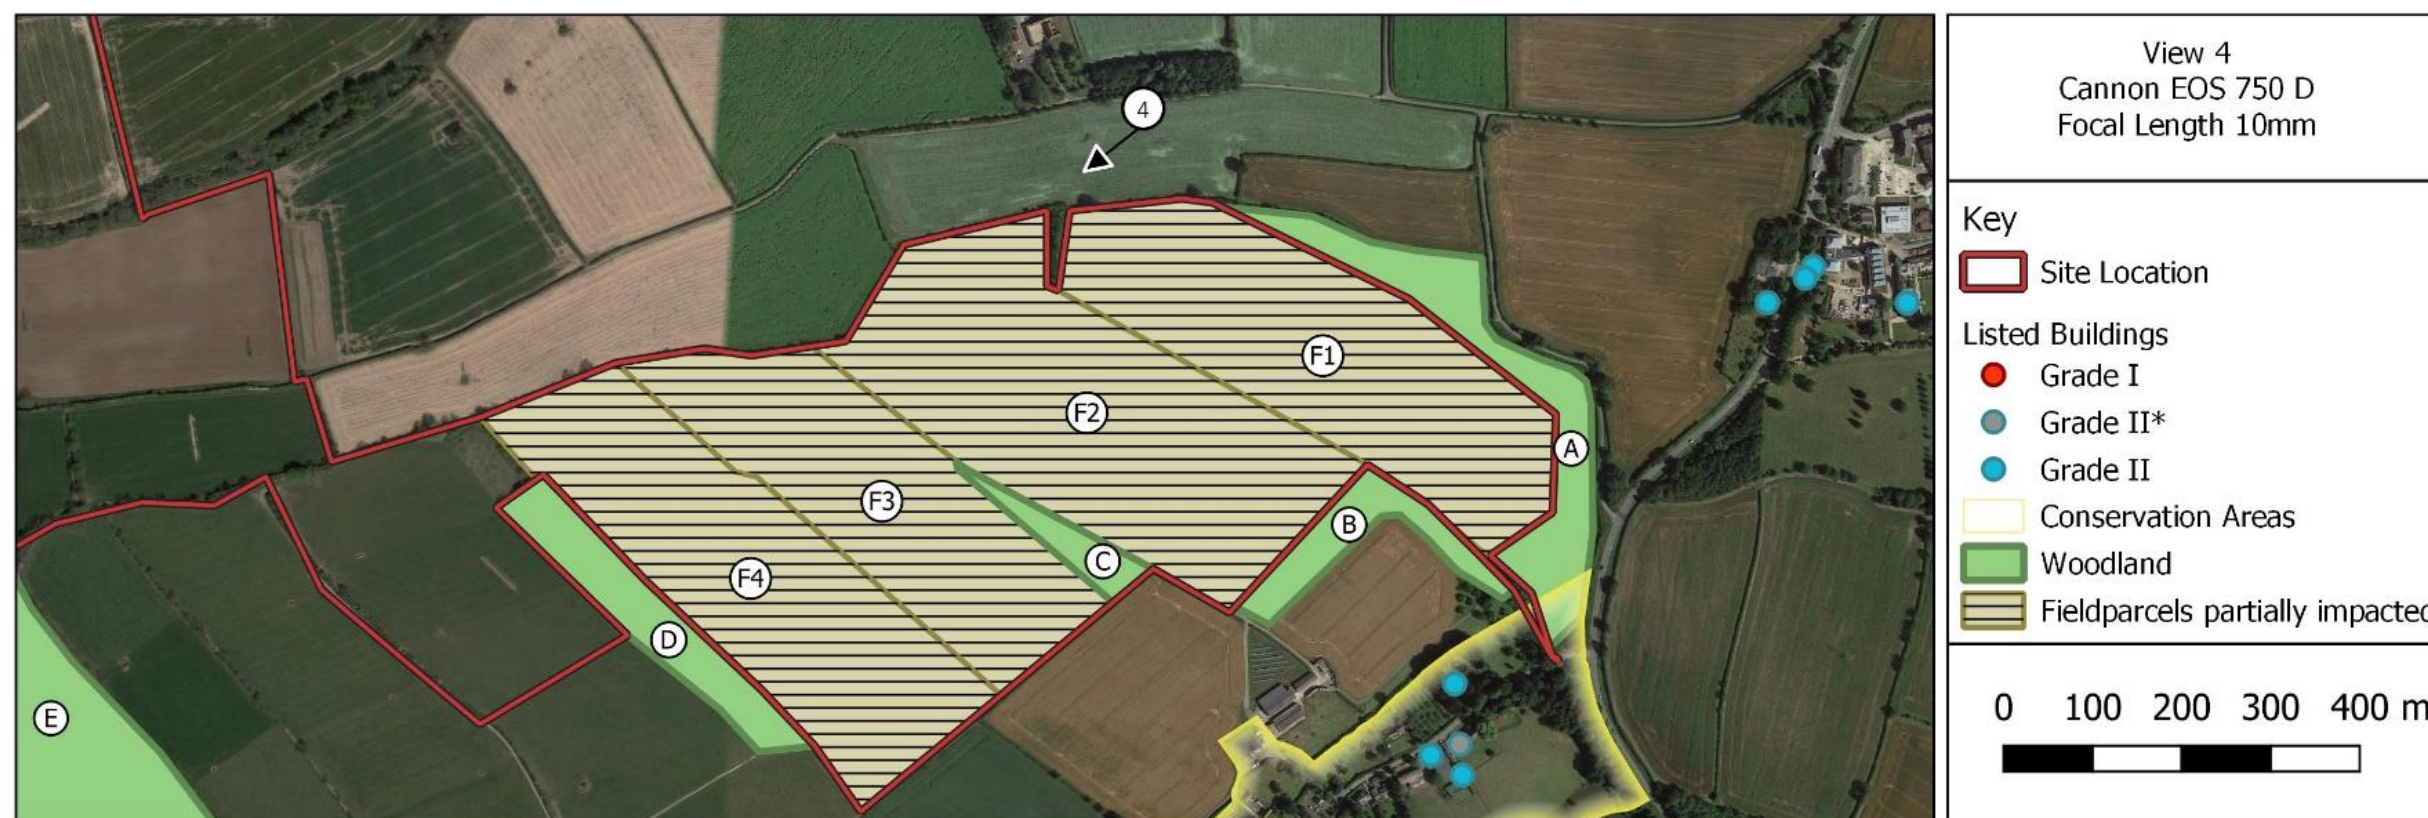 4
F1
F2
A
F3
B
C
F4
D
E
View 4
Cannon EOS 750 D
Focal Length 10mm
Key
Site Location
Listed Buildings
Grade I
Grade II*
Grade II
Conservation Areas
Woodland
Fieldparcels partially impacted
0 100 200 300 400 m